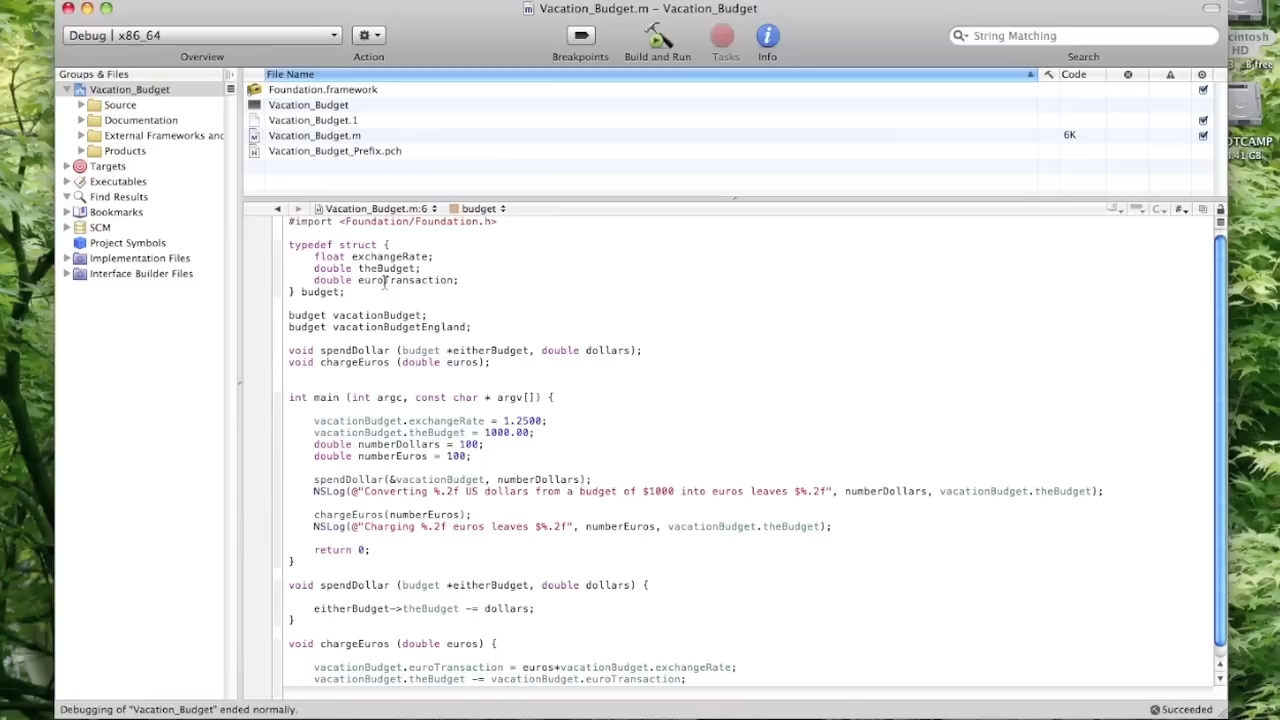 Vacation_Budget.m - Vacation_Budget
Debug | x86_64
String Matching
Overview
Action
Breakpoints
Build and Run
Tasks
Info
Search
Groups & Files
Vacation_Budget
Source
Documentation
External Frameworks and
Products
Targets
Executables
Find Results
Bookmarks
SCM
Project Symbols
Implementation Files
Interface Builder Files
File Name
Code
Foundation.framework
Vacation_Budget
Vacation_Budget.1
Vacation_Budget.m
6K
Vacation_Budget_Prefix.pch
Vacation_Budget.m:6
budget
C
#
#import <Foundation/Foundation.h>
typedef struct {
float exchangeRate;
double theBudget;
double euroTransaction;
} budget;
budget vacationBudget;
budget vacationBudgetEngland;
void spendDollar (budget *eitherBudget, double dollars);
void chargeEuros (double euros);
int main (int argc, const char * argv[]) {
vacationBudget.exchangeRate = 1.2500;
vacationBudget.theBudget = 1000.00;
double numberDollars = 100;
double numberEuros = 100;
spendDollar(&vacationBudget, numberDollars);
NSLog(@"Converting %.2f US dollars from a budget of $1000 into euros leaves $%.2f", numberDollars, vacationBudget.theBudget);
chargeEuros(numberEuros);
NSLog(@"Charging %.2f euros leaves $%.2f", numberEuros, vacationBudget.theBudget);
return 0;
}
void spendDollar (budget *eitherBudget, double dollars) {
eitherBudget->theBudget -= dollars;
}
void chargeEuros (double euros) {
vacationBudget.euroTransaction = euros*vacationBudget.exchangeRate;
vacationBudget.theBudget -= vacationBudget.euroTransaction;
Debugging of "Vacation_Budget" ended normally.
Succeeded
HD